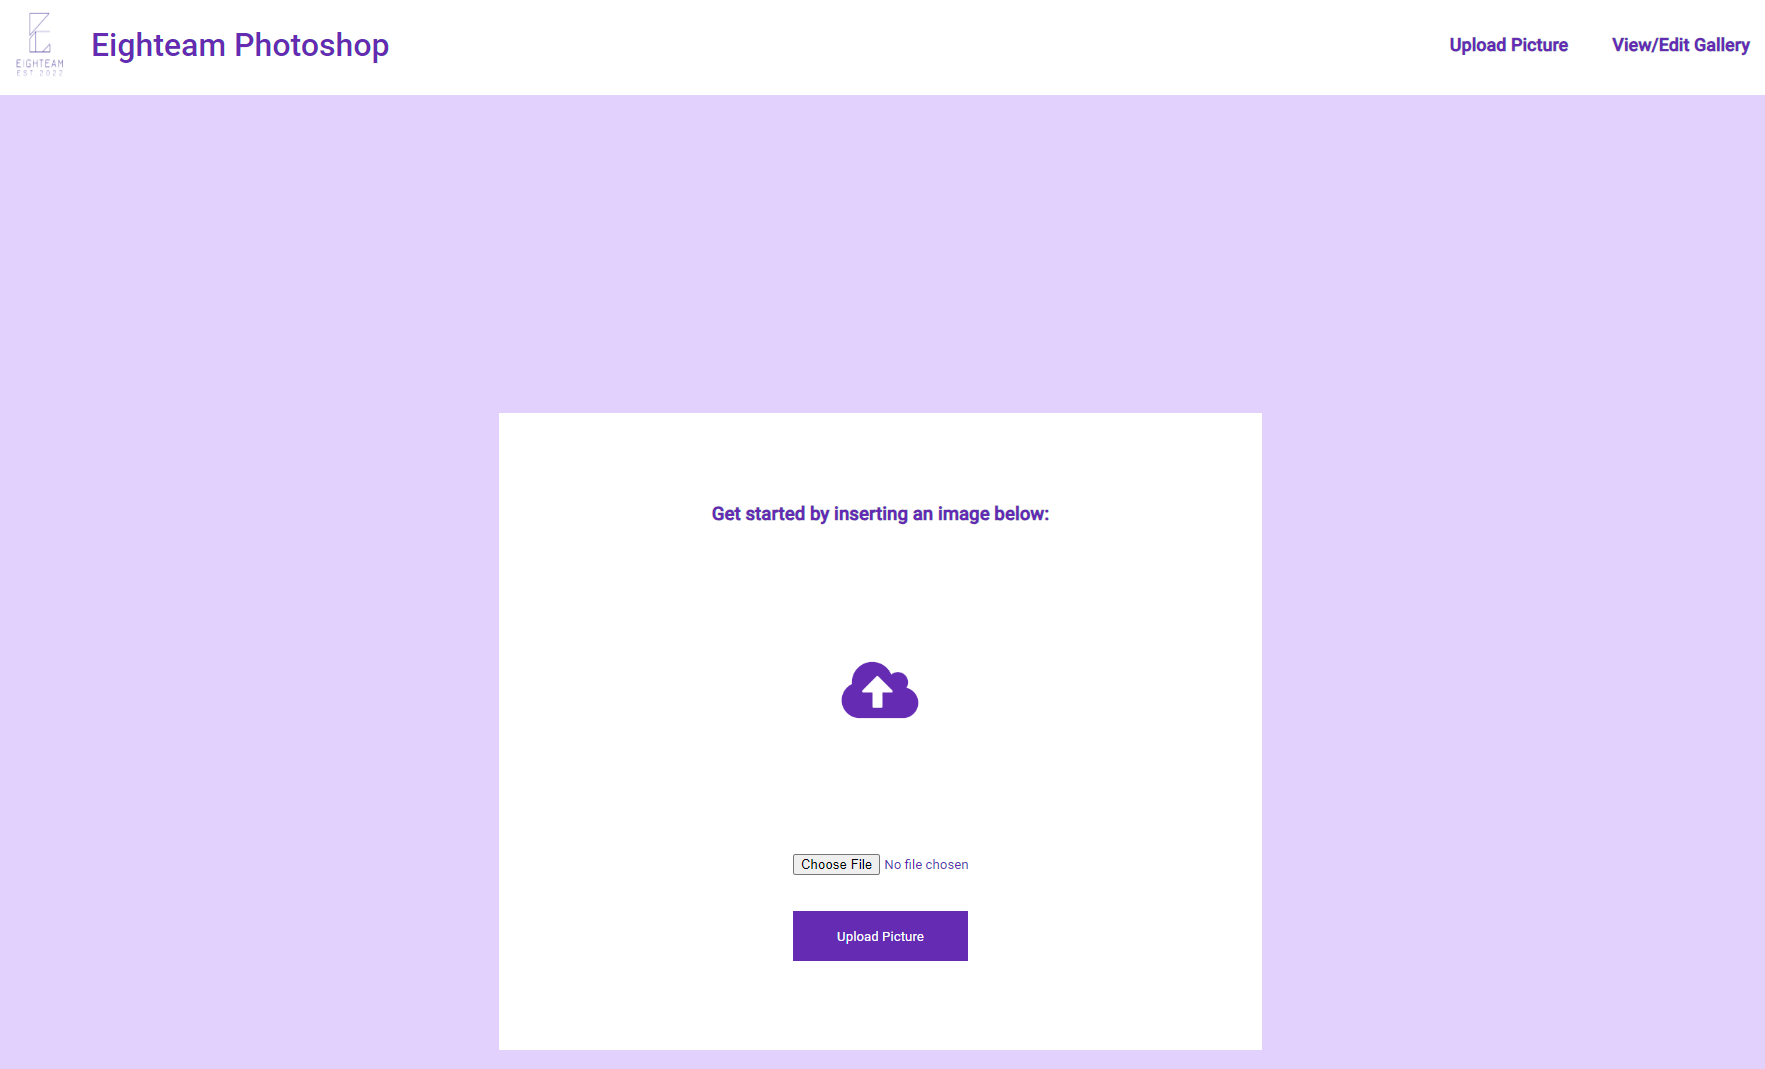 EIGHTEAM
EST 2022
Eighteam Photoshop
Upload Picture
View/Edit Gallery
Get started by inserting an image below:
Choose File No file chosen
Upload Picture